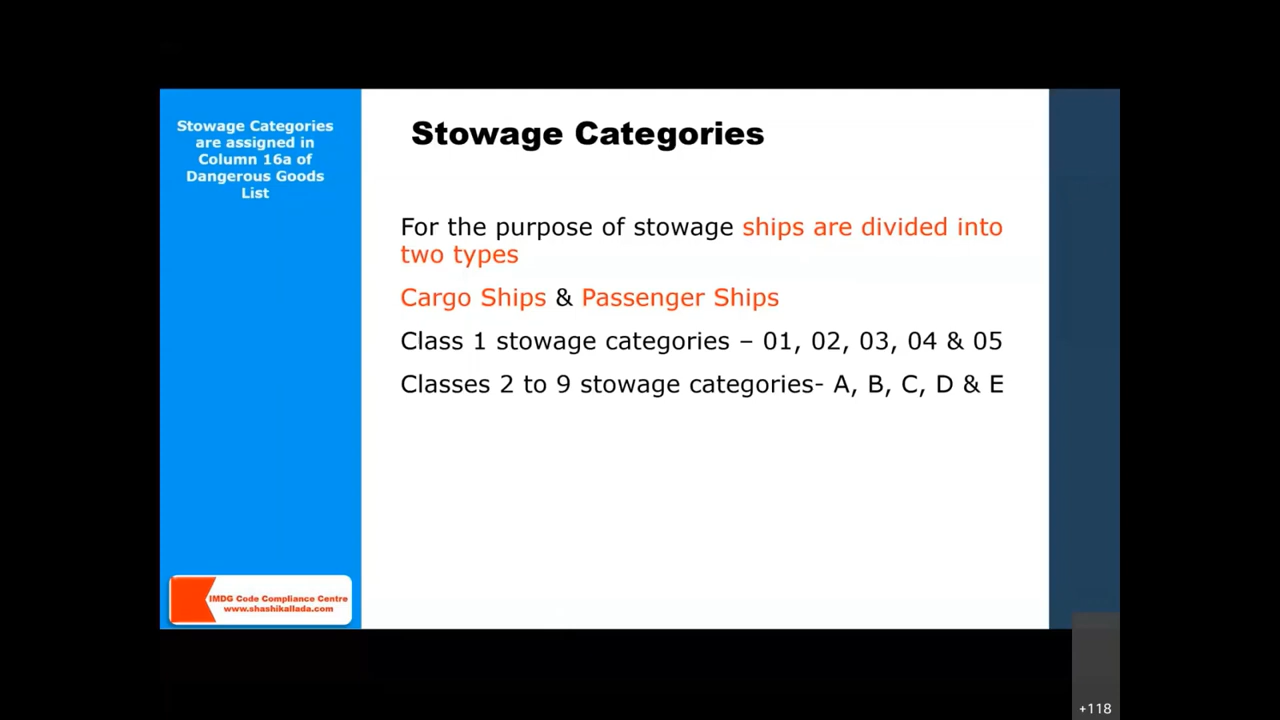 Stowage Categories
are assigned in
Column 16a of
Dangerous Goods
List
Stowage Categories
For the purpose of stowage ships are divided into
two types
Cargo Ships & Passenger Ships
Class 1 stowage categories – 01, 02, 03, 04 & 05
Classes 2 to 9 stowage categories- A, B, C, D & E
IMDG Code Compliance Centre
www.shashikallada.com
+118